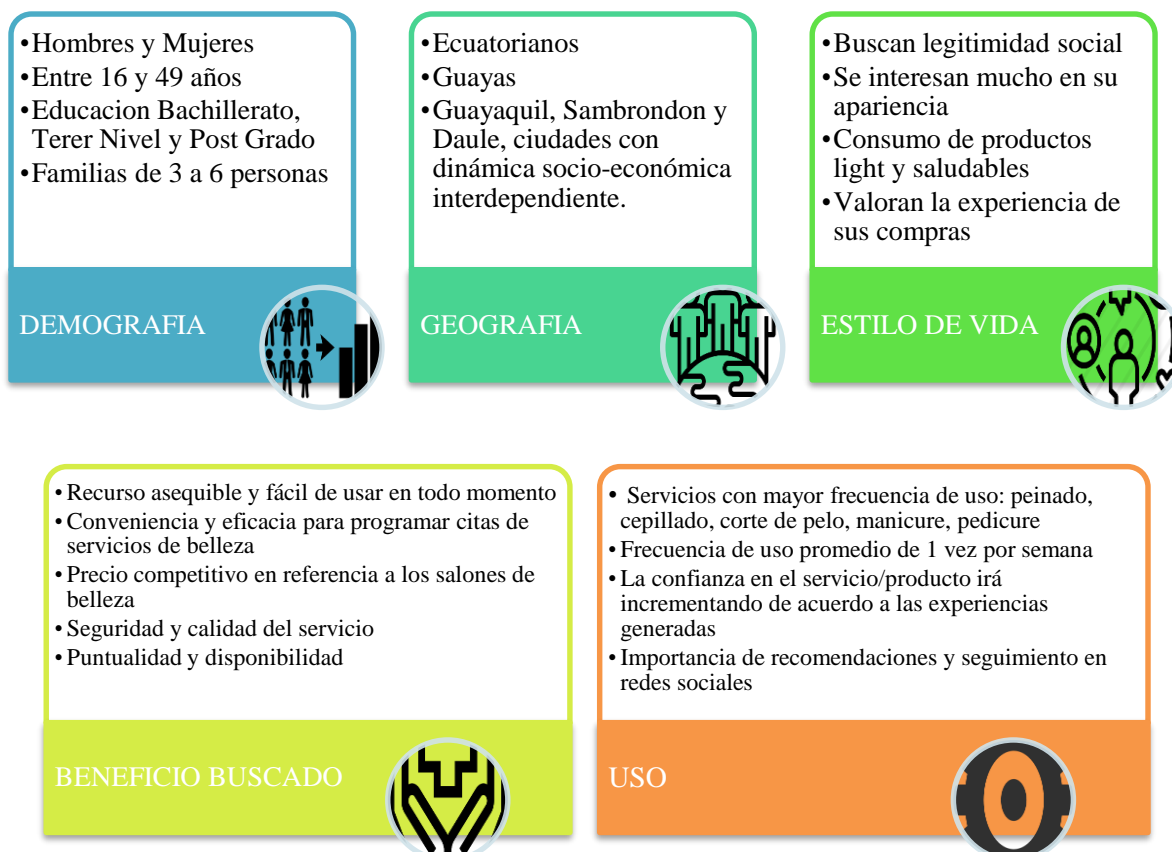 •Hombres y Mujeres
•Entre 16 y 49 años
•Educacion Bachillerato,
Terer Nivel y Post Grado
•Familias de 3 a 6 personas
DEMOGRAFIA
•Ecuatorianos
•Guayas
•Guayaquil, Sambrondon y
Daule, ciudades con
dinámica socio-económica
interdependiente.
GEOGRAFIA
•Buscan legitimidad social
•Se interesan mucho en su
apariencia
•Consumo de productos
light y saludables
•Valoran la experiencia de
sus compras
ESTILO DE VIDA
•Recurso asequible y fácil de usar en todo momento
•Conveniencia y eficacia para programar citas de
servicios de belleza
•Precio competitivo en referencia a los salones de
belleza
•Seguridad y calidad del servicio
•Puntualidad y disponibilidad
BENEFICIO BUSCADO
• Servicios con mayor frecuencia de uso: peinado,
cepillado, corte de pelo, manicure, pedicure
•Frecuencia de uso promedio de 1 vez por semana
•La confianza en el servicio/producto irá
incrementando de acuerdo a las experiencias
generadas
•Importancia de recomendaciones y seguimiento en
redes sociales
USO